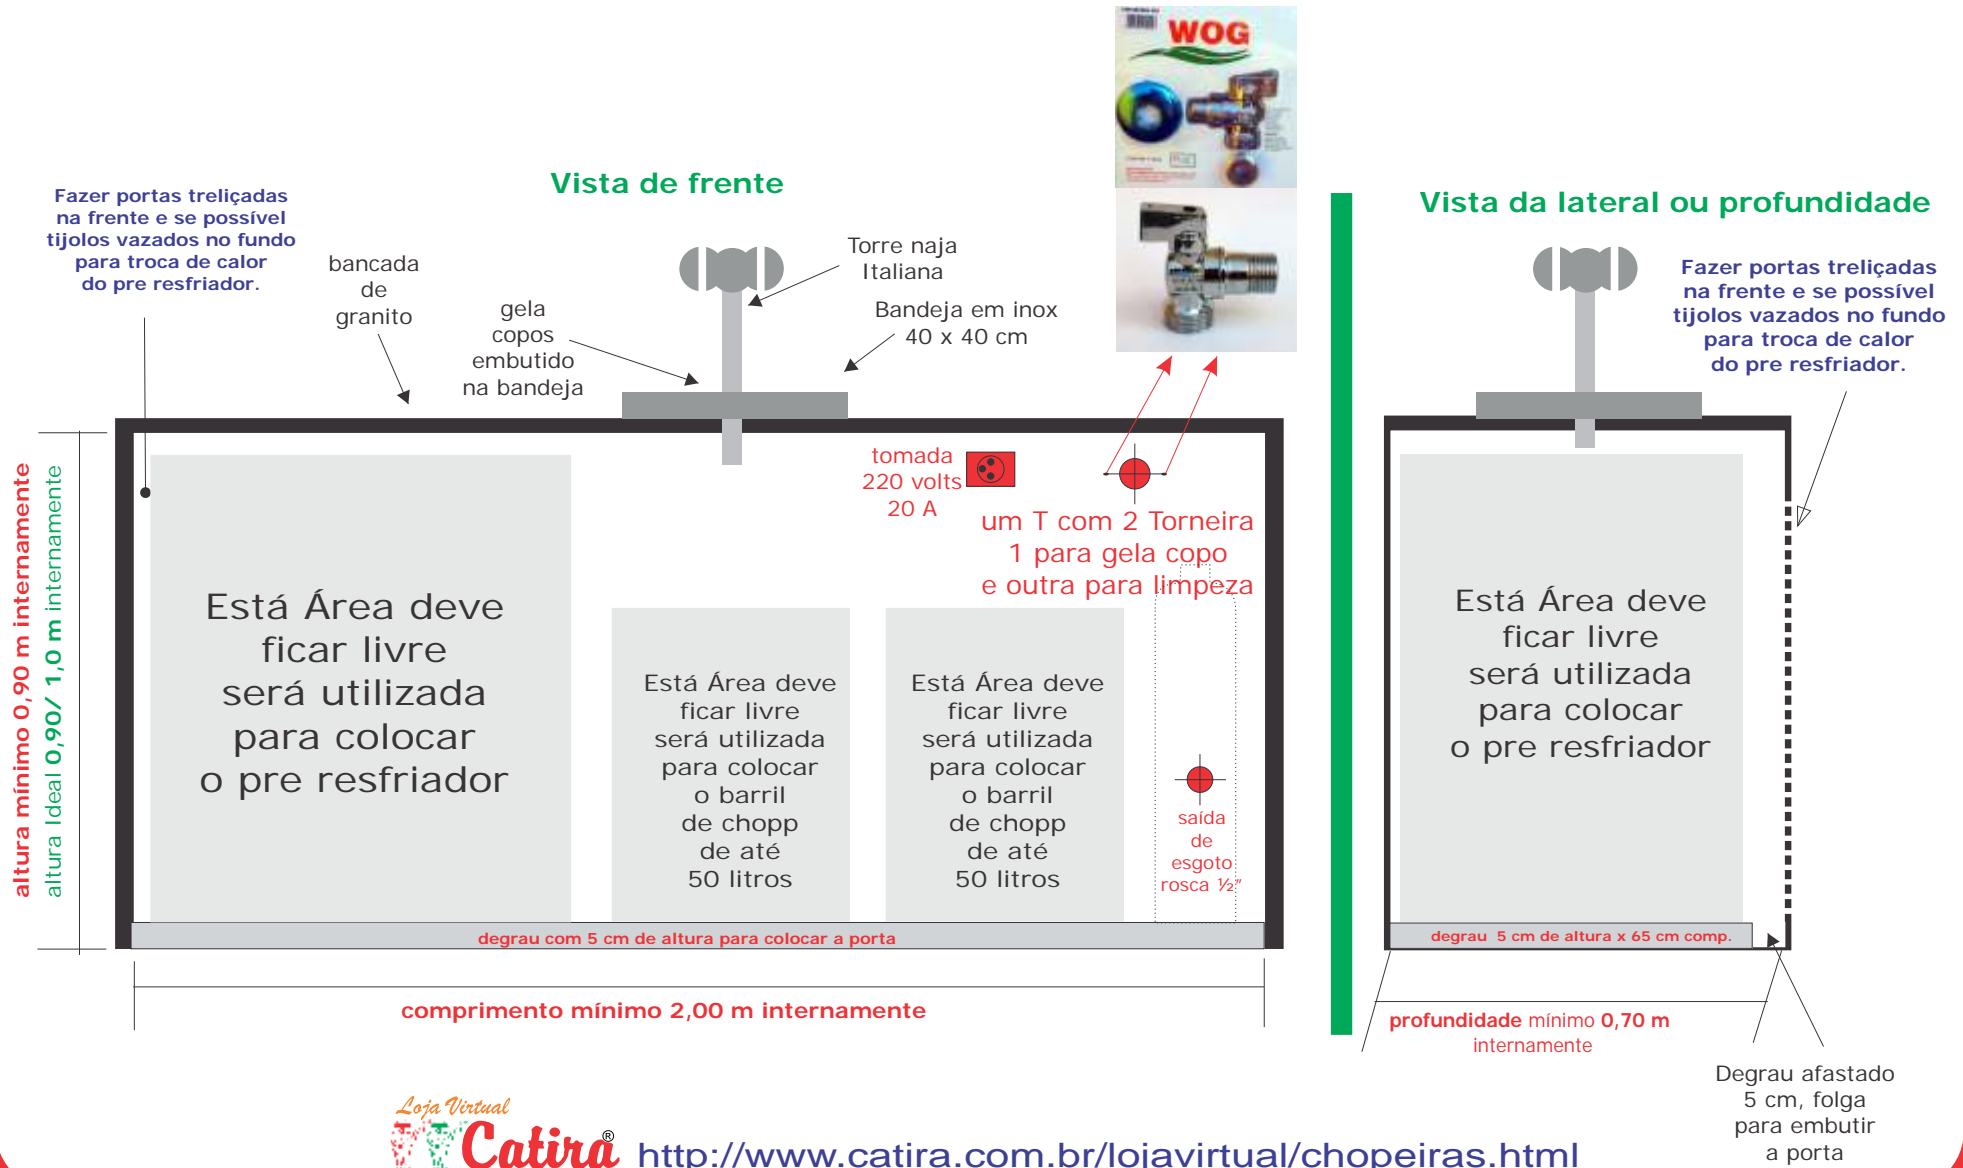 WOG
Vista de frente
Fazer portas treliçadas
na frente e se possível
tijolos vazados no fundo
para troca de calor
do pre resfriador.
bancada
de
granito
gela
copos
embutido
na bandeja
Torre naja
Italiana
Bandeja em inox
40 x 40 cm
tomada
220 volts
20 A
um T com 2 Torneira
1 para gela copo
e outra para limpeza
altura mínimo 0,90 m internamente
altura Ideal 0,90/ 1,0 m internamente
Está Área deve
ficar livre
será utilizada
para colocar
o pre resfriador
Está Área deve
ficar livre
será utilizada
para colocar
o barril
de chopp
de até
50 litros
Está Área deve
ficar livre
será utilizada
para colocar
o barril
de chopp
de até
50 litros
saída
de
esgoto
rosca ½"
degrau com 5 cm de altura para colocar a porta
comprimento mínimo 2,00 m internamente
Vista da lateral ou profundidade
Fazer portas treliçadas
na frente e se possível
tijolos vazados no fundo
para troca de calor
do pre resfriador.
Está Área deve
ficar livre
será utilizada
para colocar
o pre resfriador
degrau 5 cm de altura x 65 cm comp.
profundidade mínimo 0,70 m
internamente
Degrau afastado
5 cm, folga
para embutir
a porta
Loja Virtual
Catira®
http://www.catira.com.br/lojavirtual/chopeiras.html